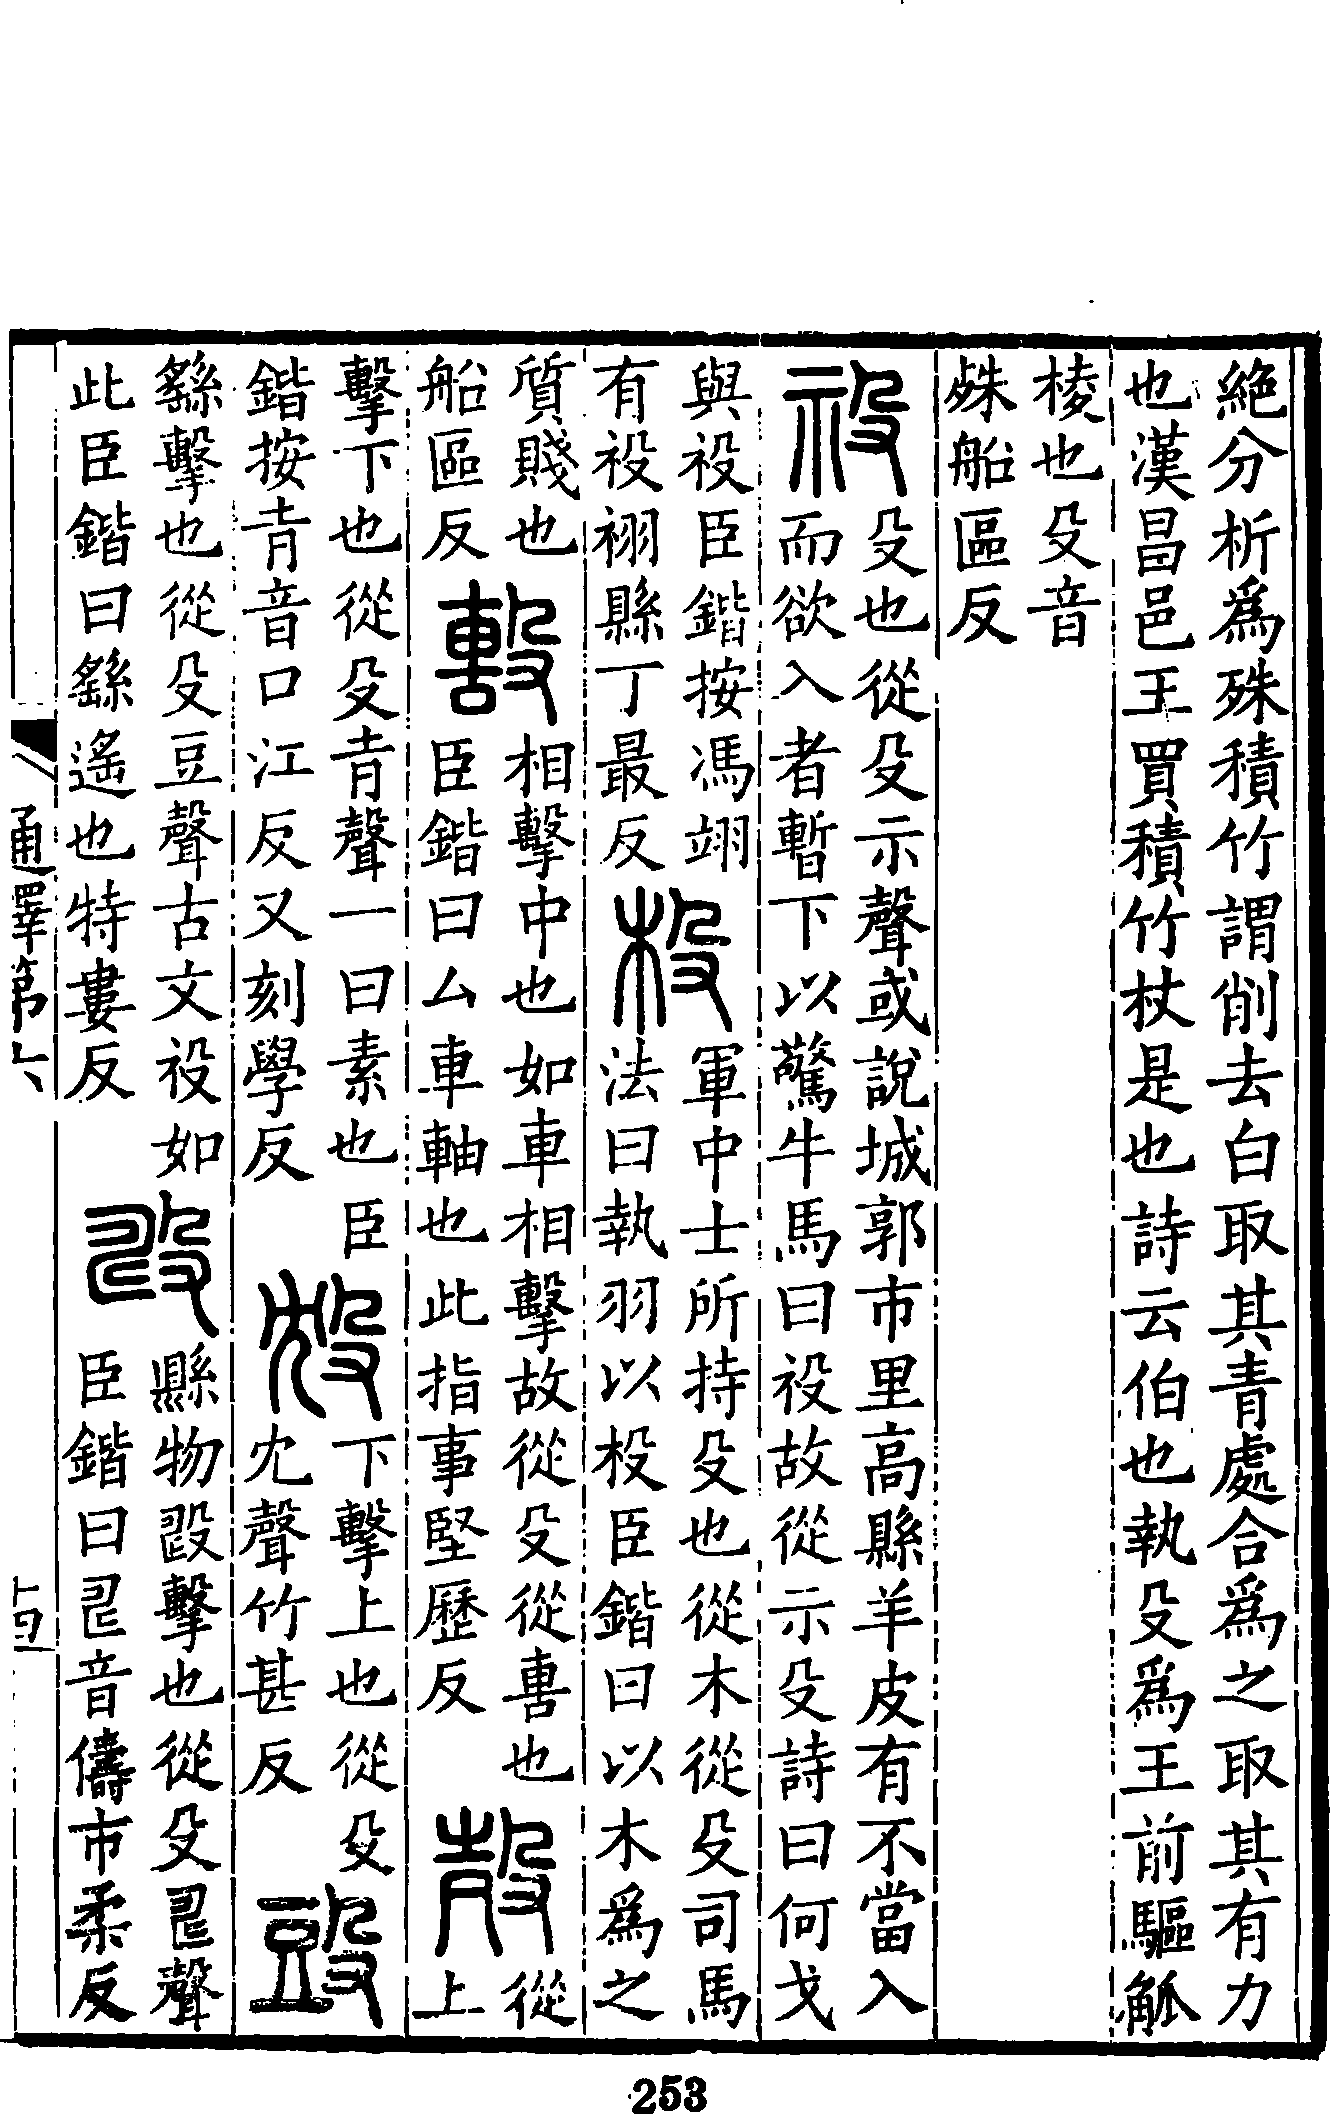 絕分析爲殊積竹謂削去白取其青處合爲之取其有力
也漢昌邑王買積竹杖是也詩云伯也執殳爲王前驅觚
棱也殳音
殊船區反
祋
殳也從殳示聲或說城郭市里高縣羊皮有不當入
而欲入者暫下以驚牛馬曰祋故從示殳詩曰何戈
與祋臣鍇按馮翊
有祋祤縣丁最反
杸
軍中士所持殳也從木從殳司馬
法曰執羽以杸臣鍇曰以木爲之
質賤也
船區反
毄
相擊中也如車相擊故從殳從軎也
臣鍇曰厶車軸也此指事堅歷反
㱿
從
上
擊下也從殳青聲一曰素也臣
鍇按青音口江反又刻學反
㱽
下擊上也從殳
冘聲竹甚反
毭
繇擊也從殳豆聲古文祋如
此臣鍇曰繇遙也特婁反
縣物擊也從殳聲
臣鍇曰音儔市柔反
通釋第六
百
253